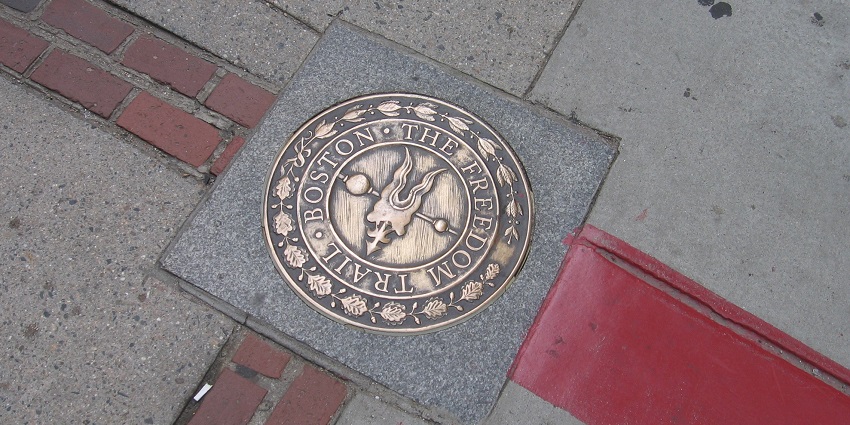 THE FREEDOM TRAIL · BOSTON ·